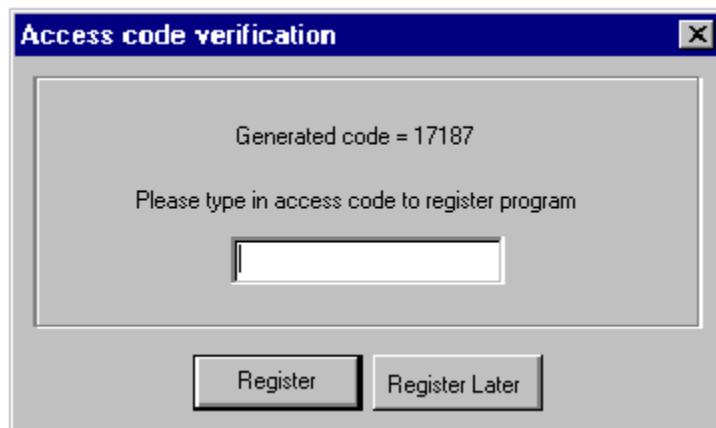 Access code verification
Generated code = 17187
Please type in access code to register program
Register
Register Later